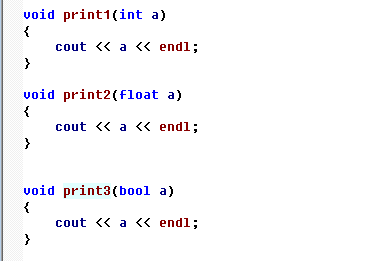 void print1(int a)
{
    cout << a << endl;
}

void print2(float a)
{
    cout << a << endl;
}


void print3(bool a)
{
    cout << a << endl;
}